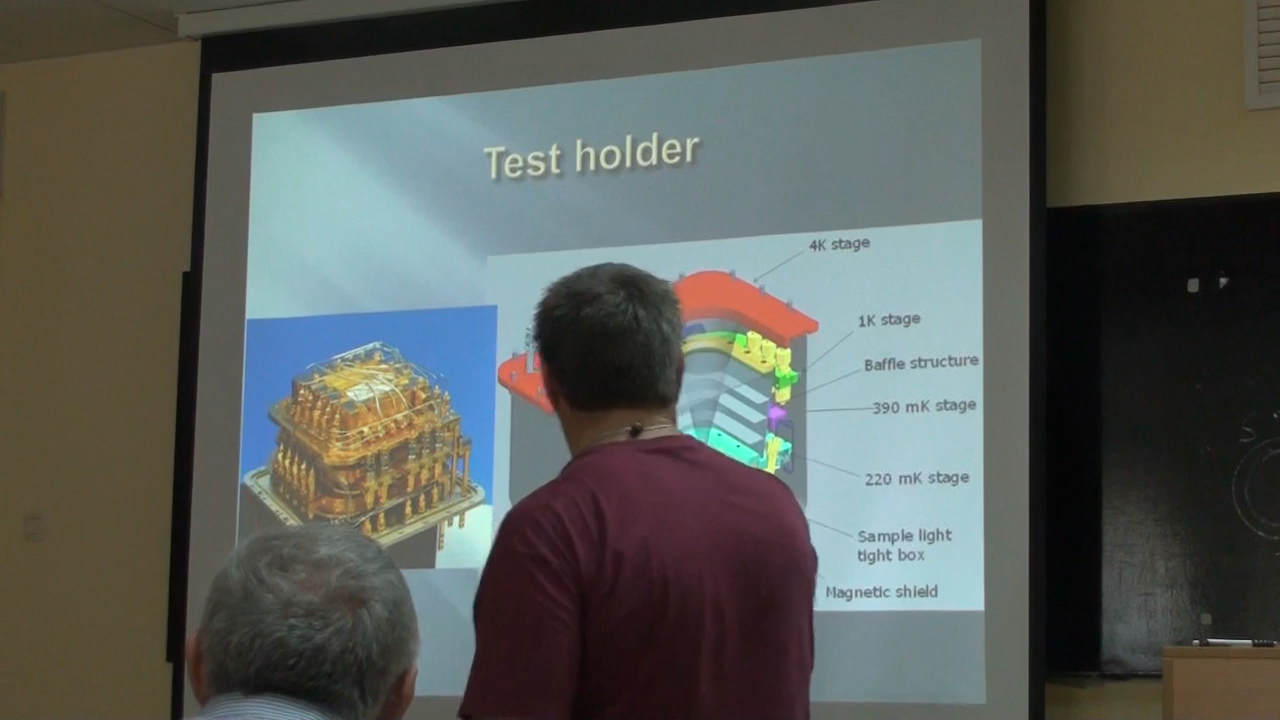 Test holder
4K stage
1K stage
Baffle structure
390 mK stage
220 mK stage
Sample light
tight box
Magnetic shield